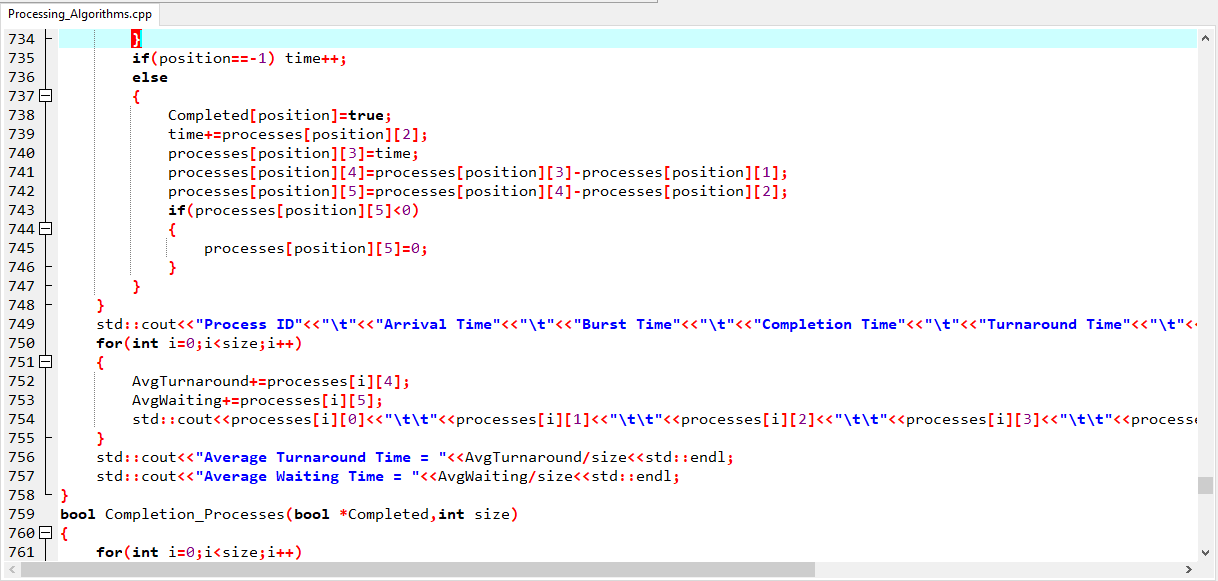 Processing_Algorithms.cpp
734 }
735 if(position==-1) time++;
736 else
737 {
738 Completed[position]=true;
739 time+=processes[position][2];
740 processes[position][3]=time;
741 processes[position][4]=processes[position][3]-processes[position][1];
742 processes[position][5]=processes[position][4]-processes[position][2];
743 if(processes[position][5]<0)
744 {
745 processes[position][5]=0;
746 }
747 }
748 }
749 std::cout<<"Process ID"<<"\t"<<"Arrival Time"<<"\t"<<"Burst Time"<<"\t"<<"Completion Time"<<"\t"<<"Turnaround Time"<<"\t"<<
750 for(int i=0;i<size;i++)
751 {
752 AvgTurnaround+=processes[i][4];
753 AvgWaiting+=processes[i][5];
754 std::cout<<processes[i][0]<<"\t\t"<<processes[i][1]<<"\t\t"<<processes[i][2]<<"\t\t"<<processes[i][3]<<"\t\t"<<processe
755 }
756 std::cout<<"Average Turnaround Time = "<<AvgTurnaround/size<<std::endl;
757 std::cout<<"Average Waiting Time = "<<AvgWaiting/size<<std::endl;
758 }
759 bool Completion_Processes(bool *Completed,int size)
760 {
761 for(int i=0;i<size;i++)